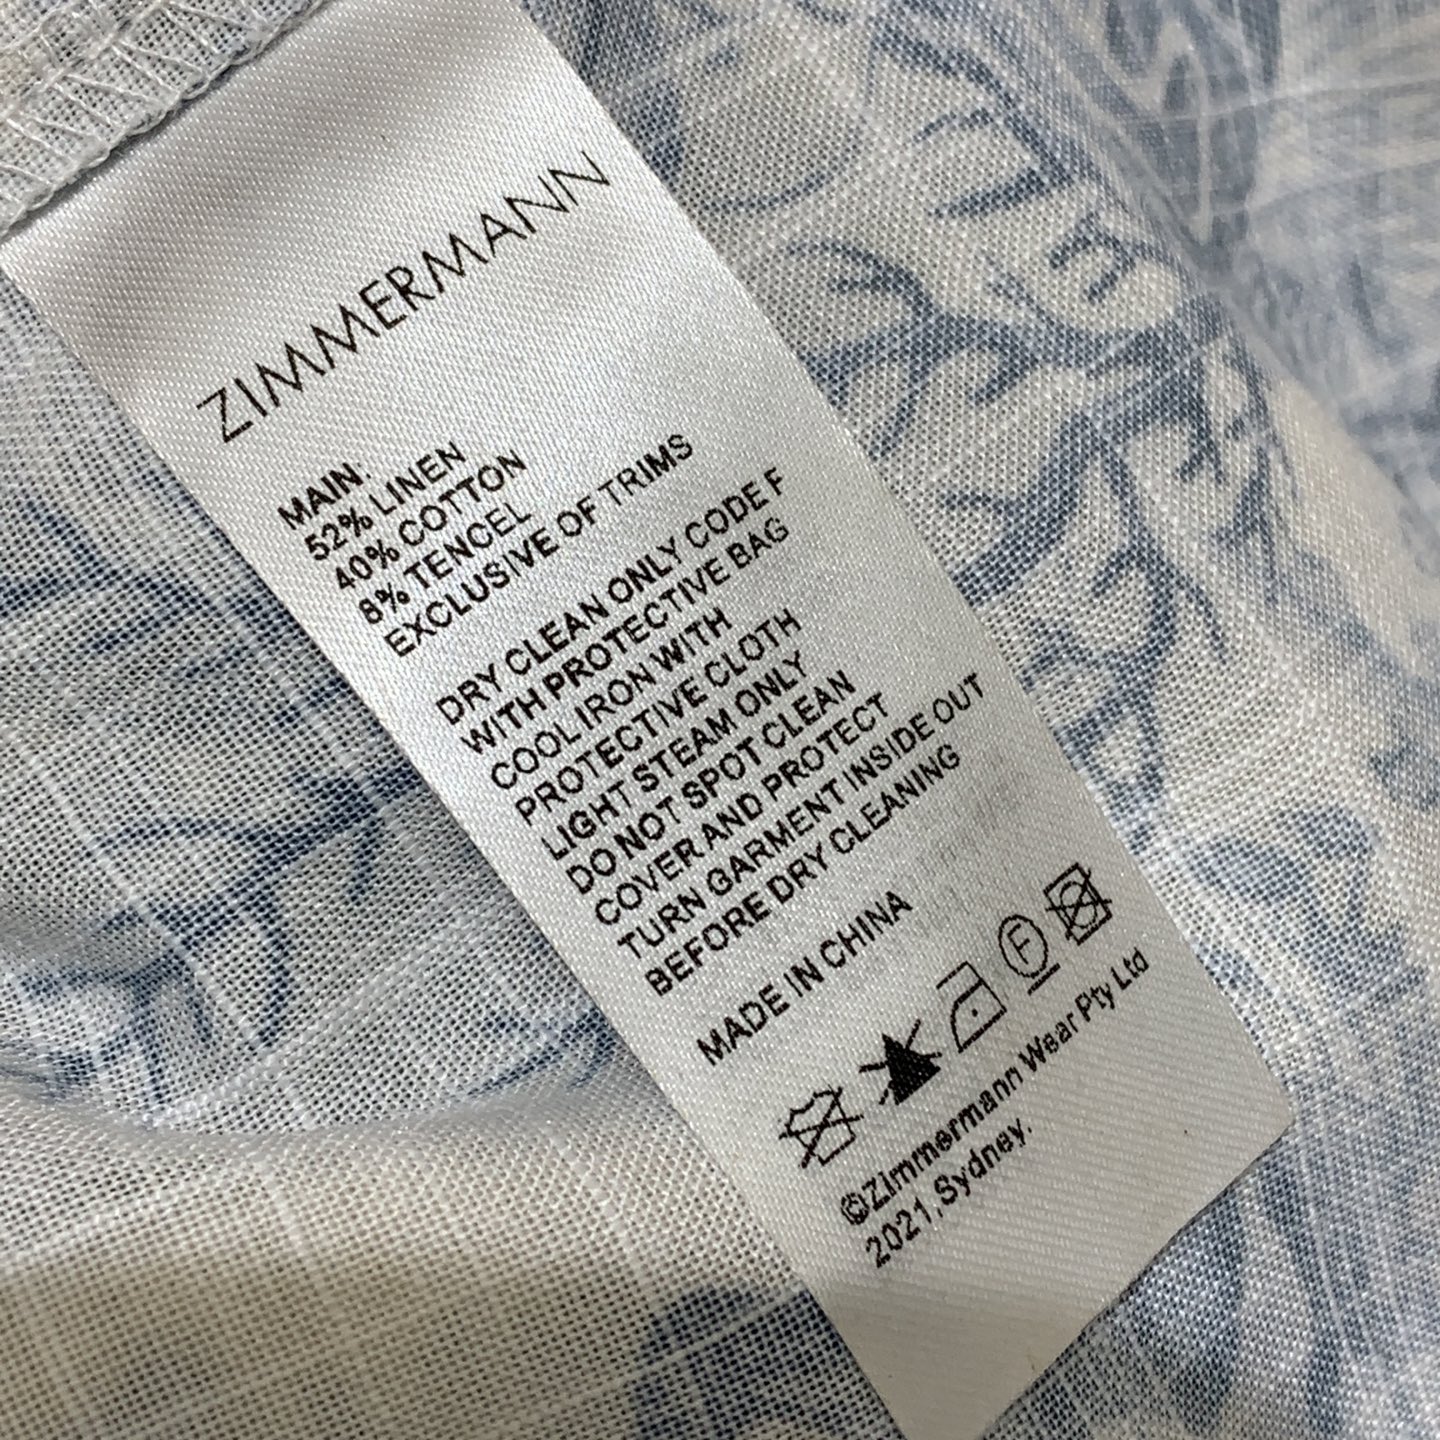 ZIMMERMANN
MAIN.
52% LINEN
40% COTTON
8% TENCEL
EXCLUSIVE OF TRIMS
DRY CLEAN ONLY CODE F
WITH PROTECTIVE BAG
COOL IRON WITH
PROTECTIVE CLOTH
LIGHT STEAM ONLY
DO NOT SPOT CLEAN
COVER AND PROTECT
TURN GARMENT INSIDE OUT
BEFORE DRY CLEANING
MADE IN CHINA
F
©Zimmermann Wear Pty Ltd
2021,Sydney.